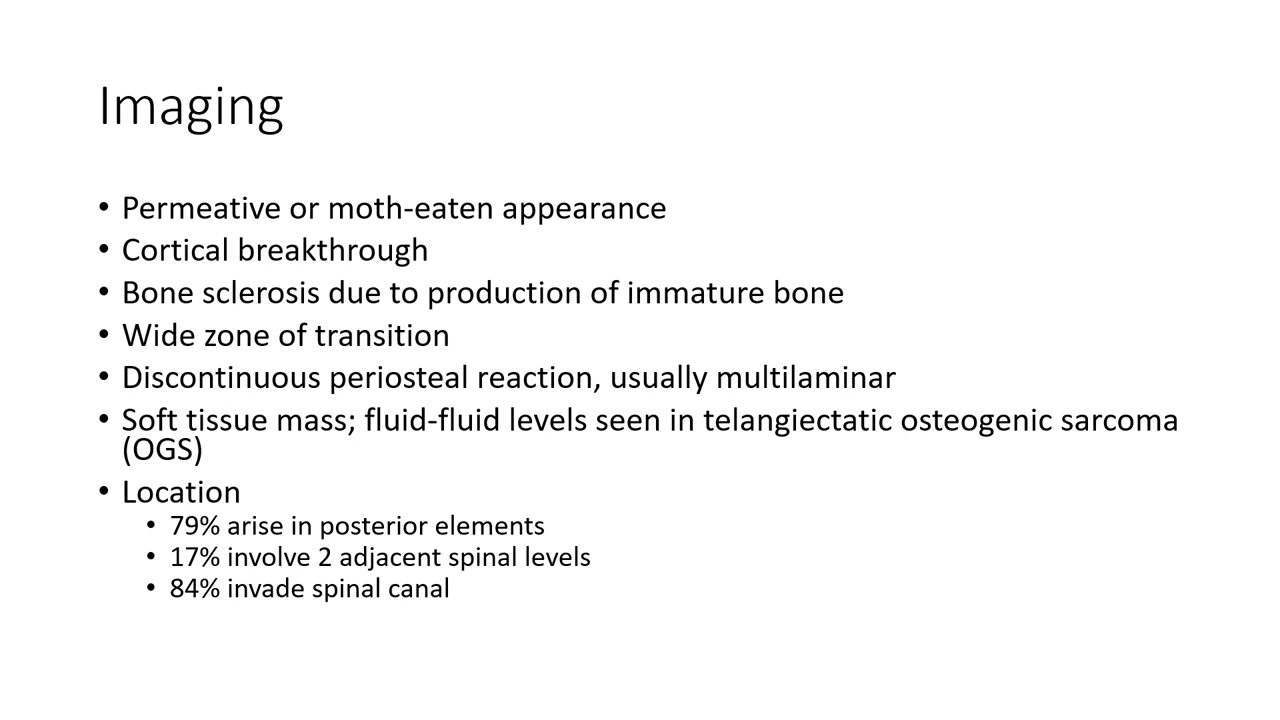 Imaging
• Permeative or moth-eaten appearance
• Cortical breakthrough
• Bone sclerosis due to production of immature bone
• Wide zone of transition
• Discontinuous periosteal reaction, usually multilaminar
• Soft tissue mass; fluid-fluid levels seen in telangiectatic osteogenic sarcoma
(OGS)
• Location
• 79% arise in posterior elements
• 17% involve 2 adjacent spinal levels
• 84% invade spinal canal